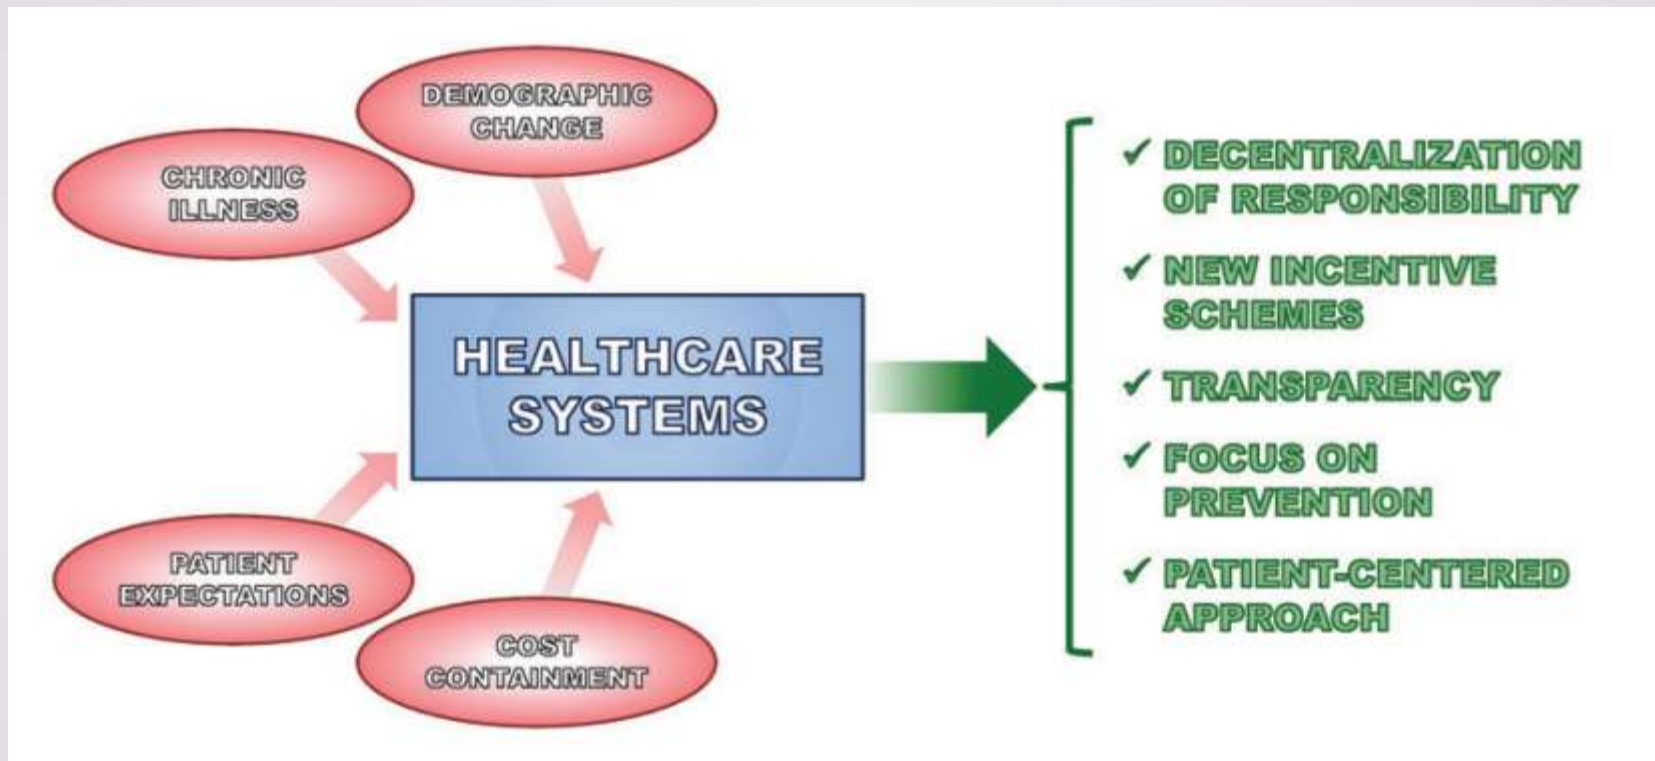 DEMOGRAPHIC
CHANGE
CHRONIC
ILLNESS
HEALTHCARE
SYSTEMS
PATIENT
EXPECTATIONS
COST
CONTAINMENT
✓ DECENTRALIZATION
OF RESPONSIBILITY
✓ NEW INCENTIVE
SCHEMES
✓ TRANSPARENCY
✓ FOCUS ON
PREVENTION
✓ PATIENT-CENTERED
APPROACH